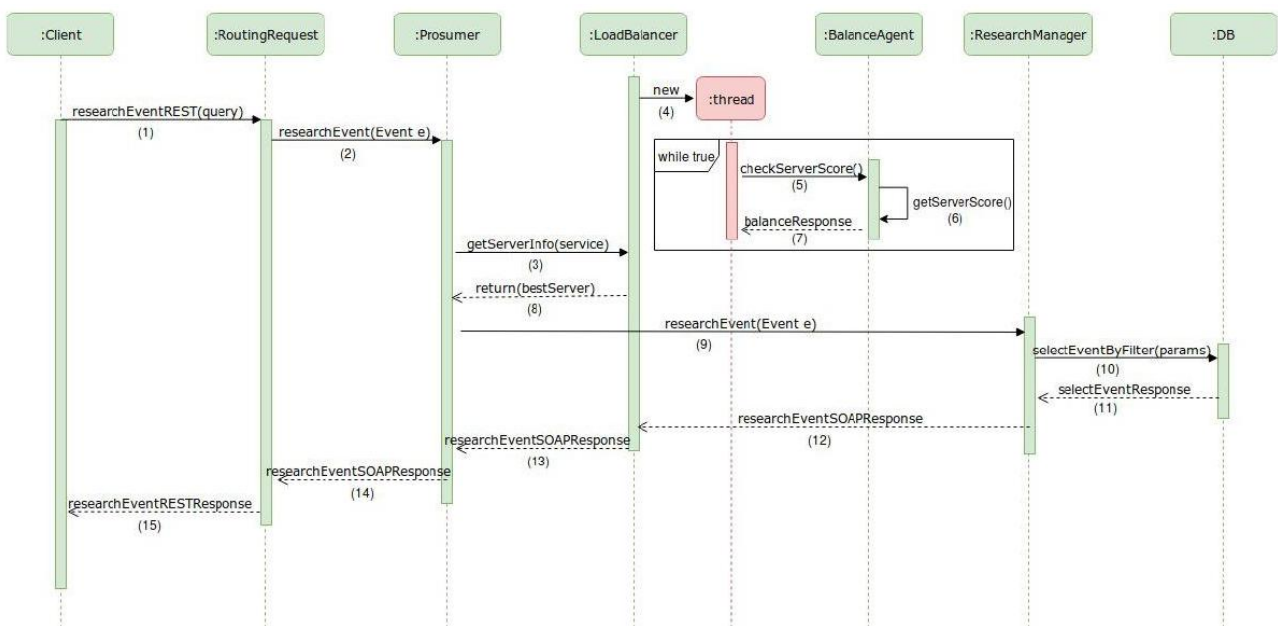 :Client
:RoutingRequest
:Prosumer
:LoadBalancer
:BalanceAgent
:ResearchManager
:DB
new
(4)
:thread
researchEventREST(query)
(1)
researchEvent(Event e)
(2)
while true
checkServerScore()
(5)
getServerScore()
(6)
balanceResponse
(7)
getServerInfo(service)
(3)
return(bestServer)
(8)
researchEvent(Event e)
(9)
selectEventByFilter(params)
(10)
selectEventResponse
(11)
researchEventSOAPResponse
(12)
researchEventSOAPResponse
(13)
researchEventSOAPResponse
(14)
researchEventRESTResponse
(15)